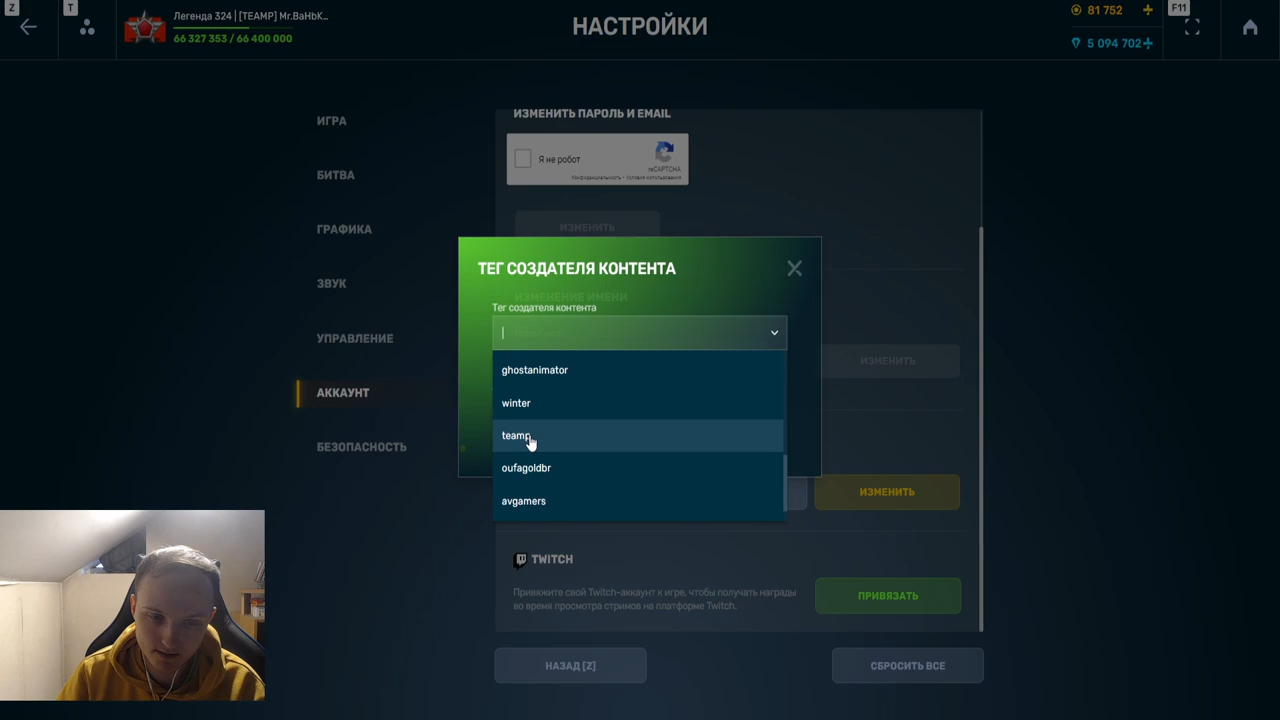 Z
T
Легенда 324 | [TEAMP] Mr.BaHbK...
66 327 353 / 66 400 000
НАСТРОЙКИ
81 752
5 094 702
F11
ИГРА
БИТВА
ГРАФИКА
ЗВУК
УПРАВЛЕНИЕ
АККАУНТ
БЕЗОПАСНОСТЬ
ИЗМЕНИТЬ ПАРОЛЬ И EMAIL
Я не робот
reCAPTCHA
Конфиденциальность - Условия использования
ИЗМЕНИТЬ
ТЕГ СОЗДАТЕЛЯ КОНТЕНТА
ИЗМЕНЕНИЕ ИМЕНИ
Тег создателя контента
ghostanimator
winter
teamp
oufagoldbr
avgamers
ИЗМЕНИТЬ
ИЗМЕНИТЬ
TWITCH
Привяжите свой Twitch-аккаунт к игре, чтобы получать награды
во время просмотра стримов на платформе Twitch.
ПРИВЯЗАТЬ
НАЗАД [Z]
СБРОСИТЬ ВСЕ